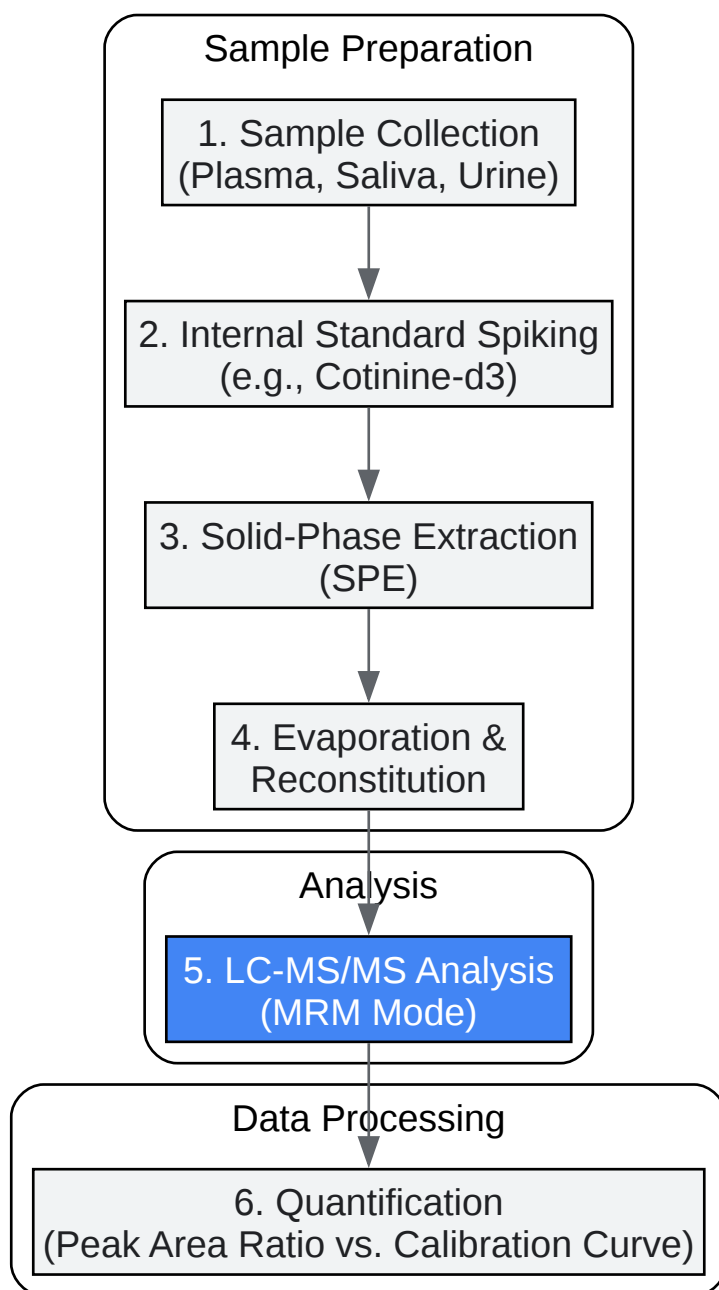 Sample Preparation
1. Sample Collection
(Plasma, Saliva, Urine)
2. Internal Standard Spiking
(e.g., Cotinine-d3)
3. Solid-Phase Extraction
(SPE)
4. Evaporation &
Reconstitution
Analysis
5. LC-MS/MS Analysis
(MRM Mode)
Data Processing
6. Quantification
(Peak Area Ratio vs. Calibration Curve)